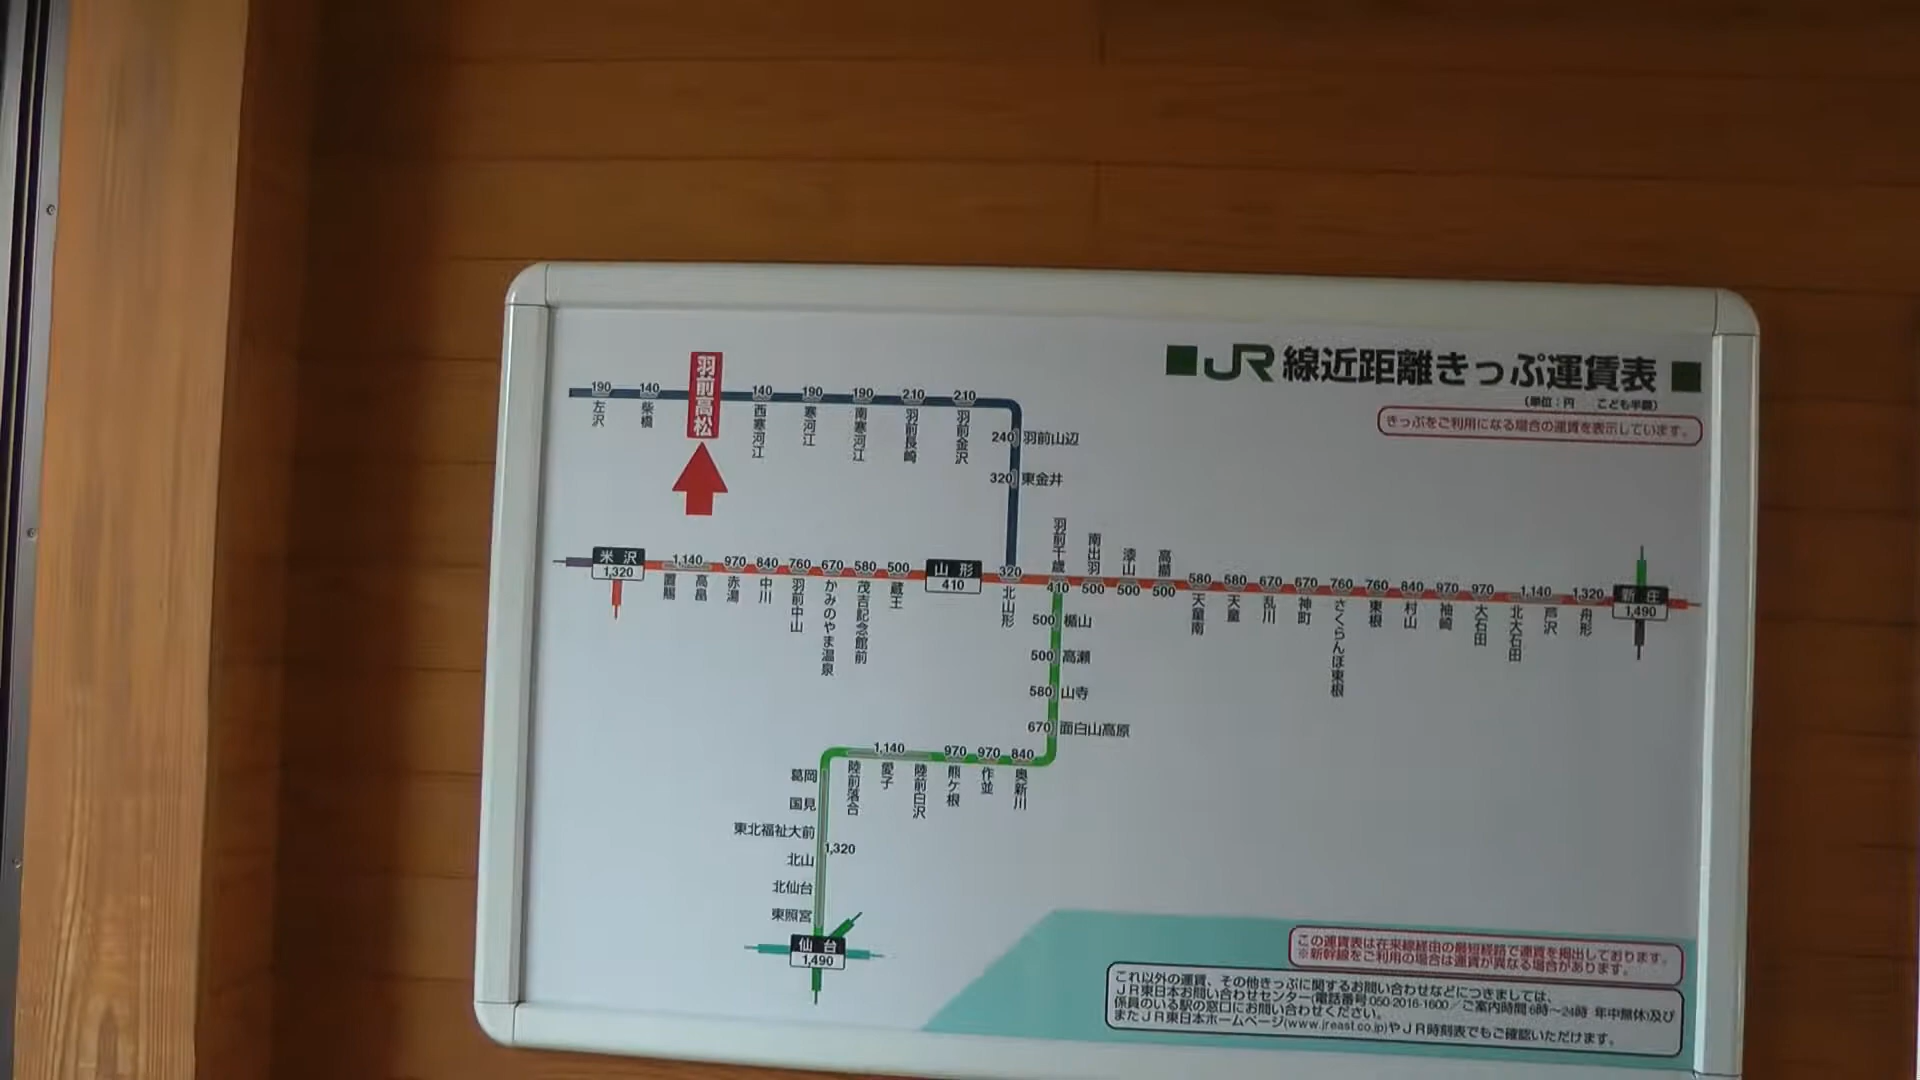 ■JR線近距離きっぷ運賃表■
(単位：円 こども半額)
きっぷをご利用になる場合の運賃を表示しています。
190 左沢
140 柴橋
羽前高松
140 西寒河江
190 寒河江
190 南寒河江
210 羽前長崎
210 羽前金沢
240 羽前山辺
320 東金井
米沢 1,320
1,140
置賜
高畠
970 赤湯
840 中川
760 羽前中山
670 かみのやま温泉
580 茂吉記念館前
500 蔵王
山形 410
320 北山形
羽前千歳 410
南出羽 500
漆山 500
高擶 500
580 天童南
580 天童
670 乱川
670 神町
760 さくらんぼ東根
760 東根
840 村山
970 袖崎
970 大石田
1,140
北大石田
芦沢
1,320 舟形
新庄 1,490
500 楯山
500 高瀬
580 山寺
670 面白山高原
840 奥新川
970 作並
970 熊ケ根
1,140
陸前白沢
愛子
陸前落合
葛岡
国見
東北福祉大前
1,320
北山
北仙台
東照宮
仙台 1,490
この運賃表は在来線経由の最短経路で運賃を掲出しております。
※新幹線をご利用の場合は運賃が異なる場合があります。
これ以外の運賃、その他きっぷに関するお問い合わせなどにつきましては、
JR東日本お問い合わせセンター(電話番号050-2016-1600／ご案内時間6時～24時 年中無休)及び
係員のいる駅の窓口にお問い合わせください。
またJR東日本ホームページ(www.jreast.co.jp)やJR時刻表でもご確認いただけます。